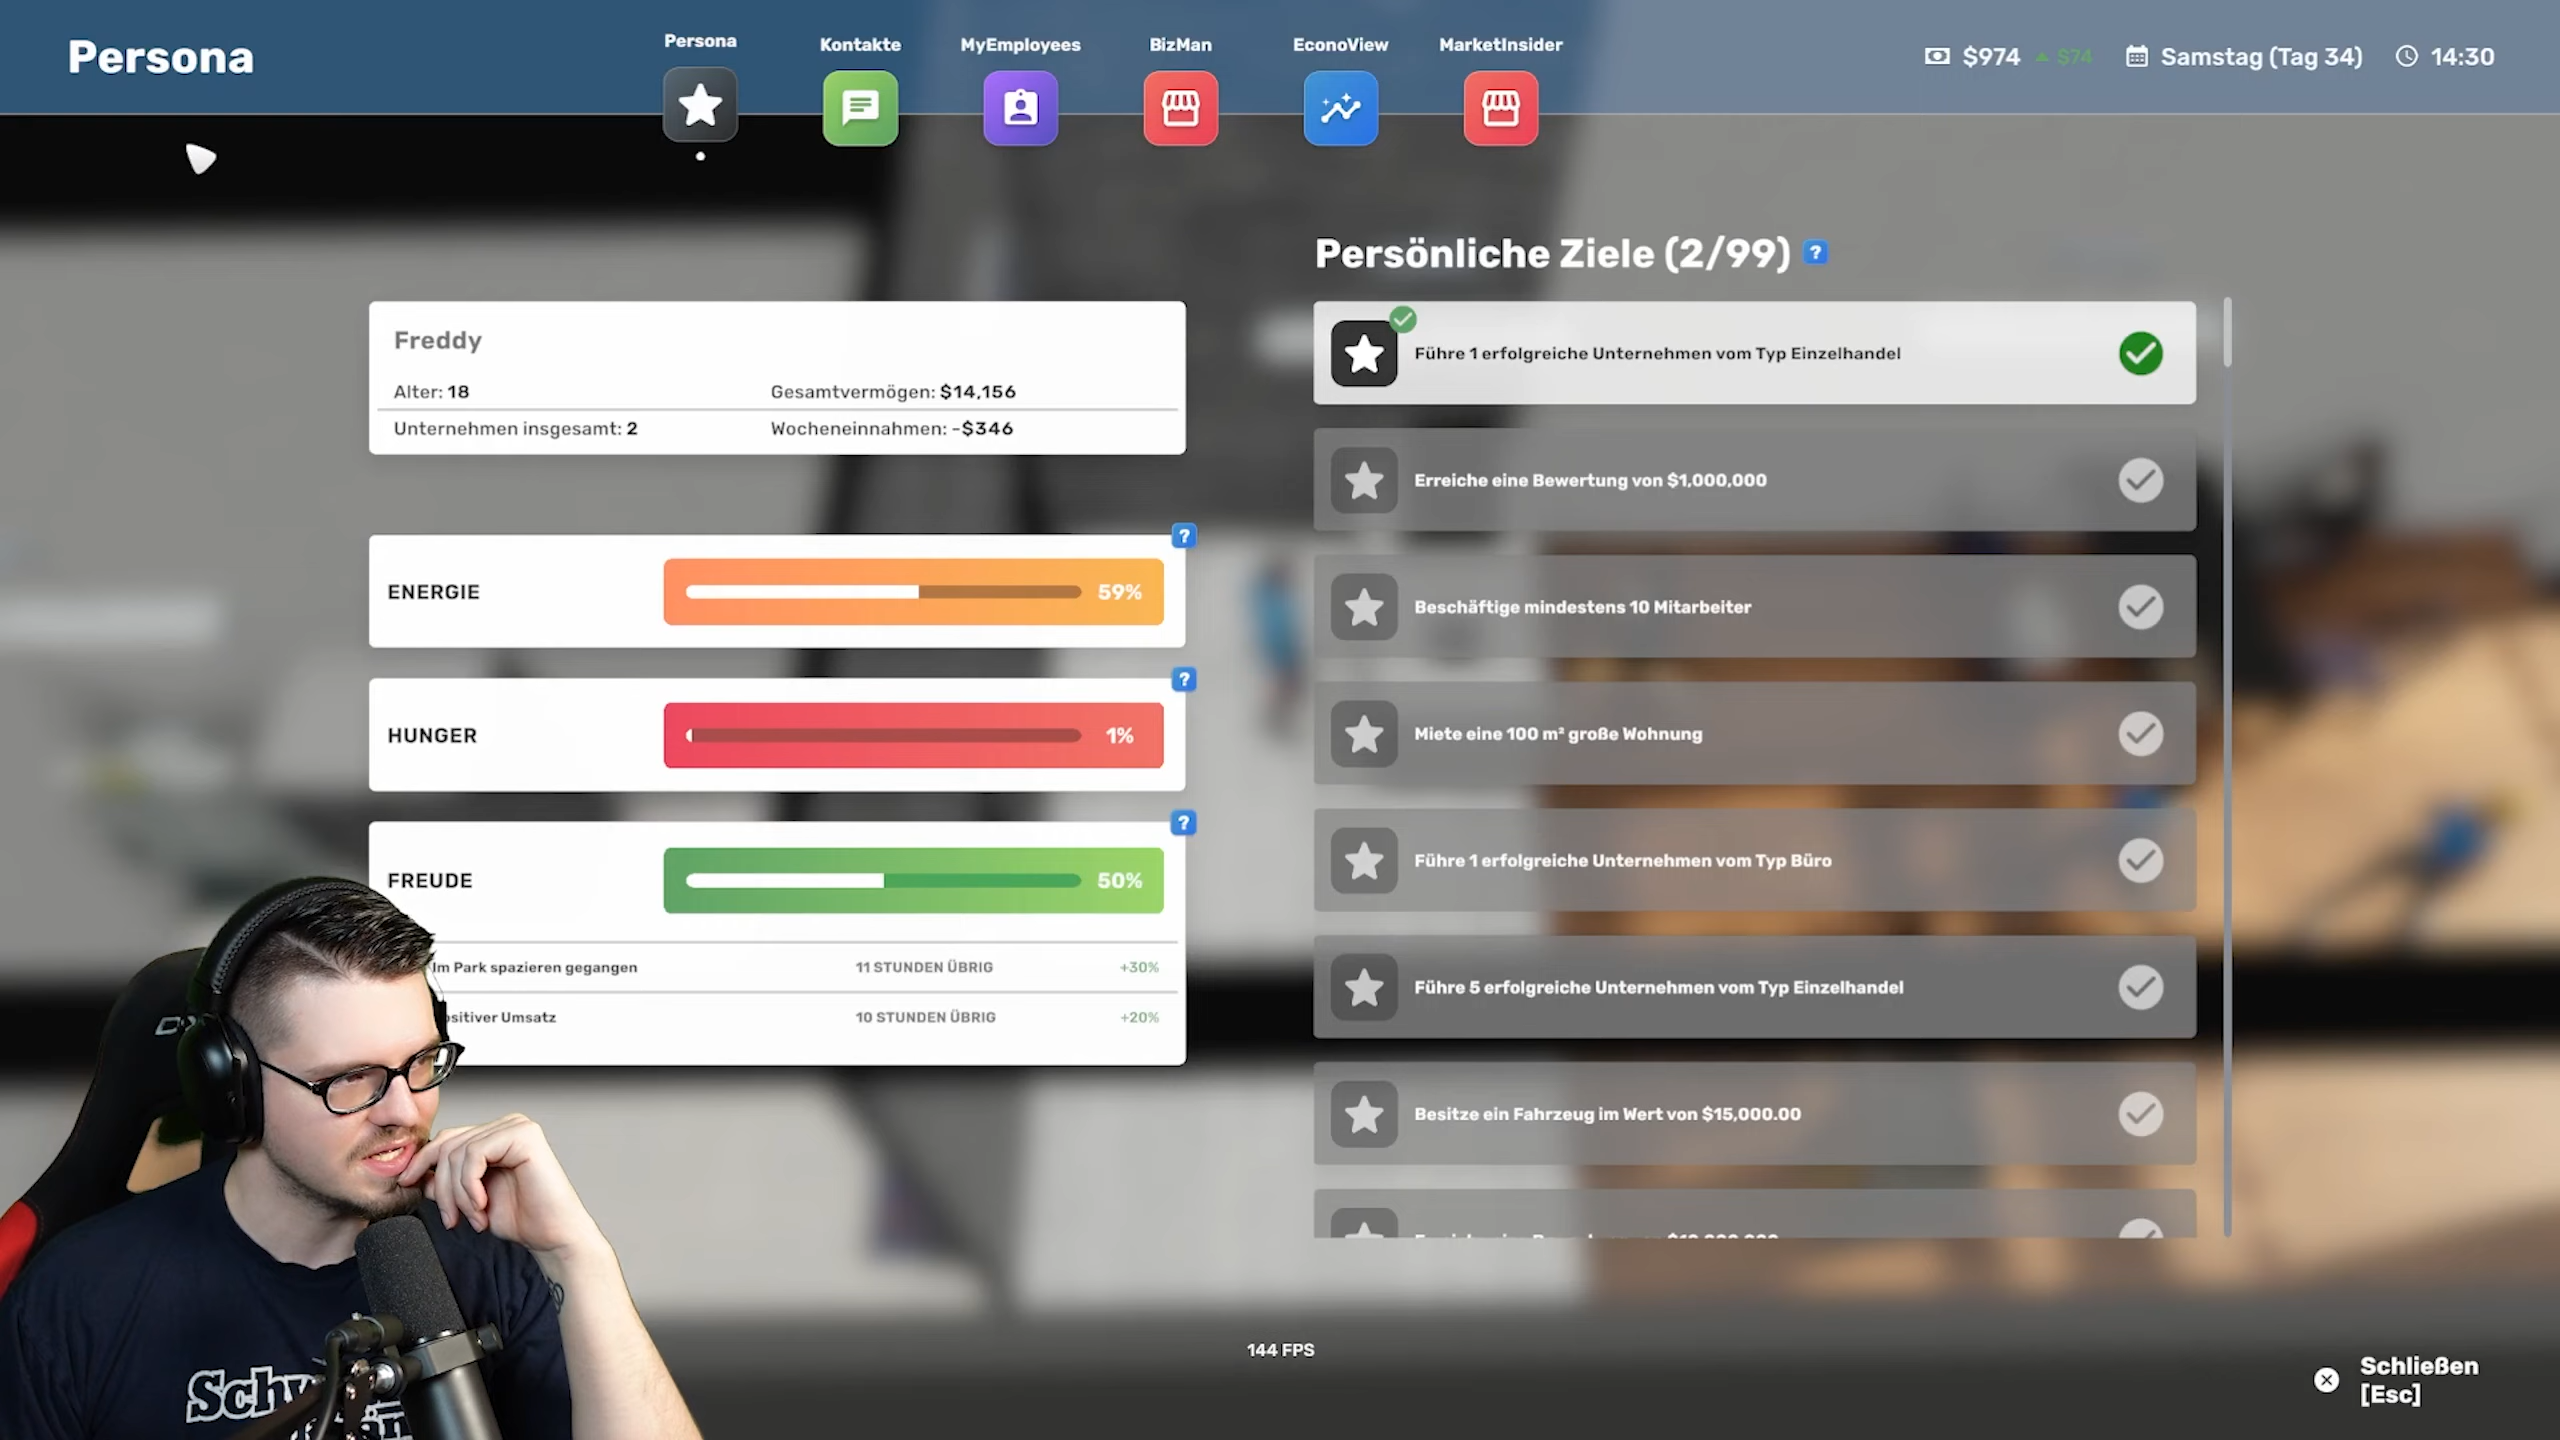 Persona
Persona
Kontakte
MyEmployees
BizMan
EconoView
MarketInsider
$974
$74
Samstag (Tag 34)
14:30
Freddy
Alter: 18
Gesamtvermögen: $14,156
Unternehmen insgesamt: 2
Wocheneinnahmen: -$346
ENERGIE
59%
?
HUNGER
1%
?
FREUDE
50%
?
Im Park spazieren gegangen
11 STUNDEN ÜBRIG
+30%
ositiver Umsatz
10 STUNDEN ÜBRIG
+20%
Persönliche Ziele (2/99)
?
Führe 1 erfolgreiche Unternehmen vom Typ Einzelhandel
Erreiche eine Bewertung von $1,000,000
Beschäftige mindestens 10 Mitarbeiter
Miete eine 100 m² große Wohnung
Führe 1 erfolgreiche Unternehmen vom Typ Büro
Führe 5 erfolgreiche Unternehmen vom Typ Einzelhandel
Besitze ein Fahrzeug im Wert von $15,000.00
144 FPS
Schließen
[Esc]